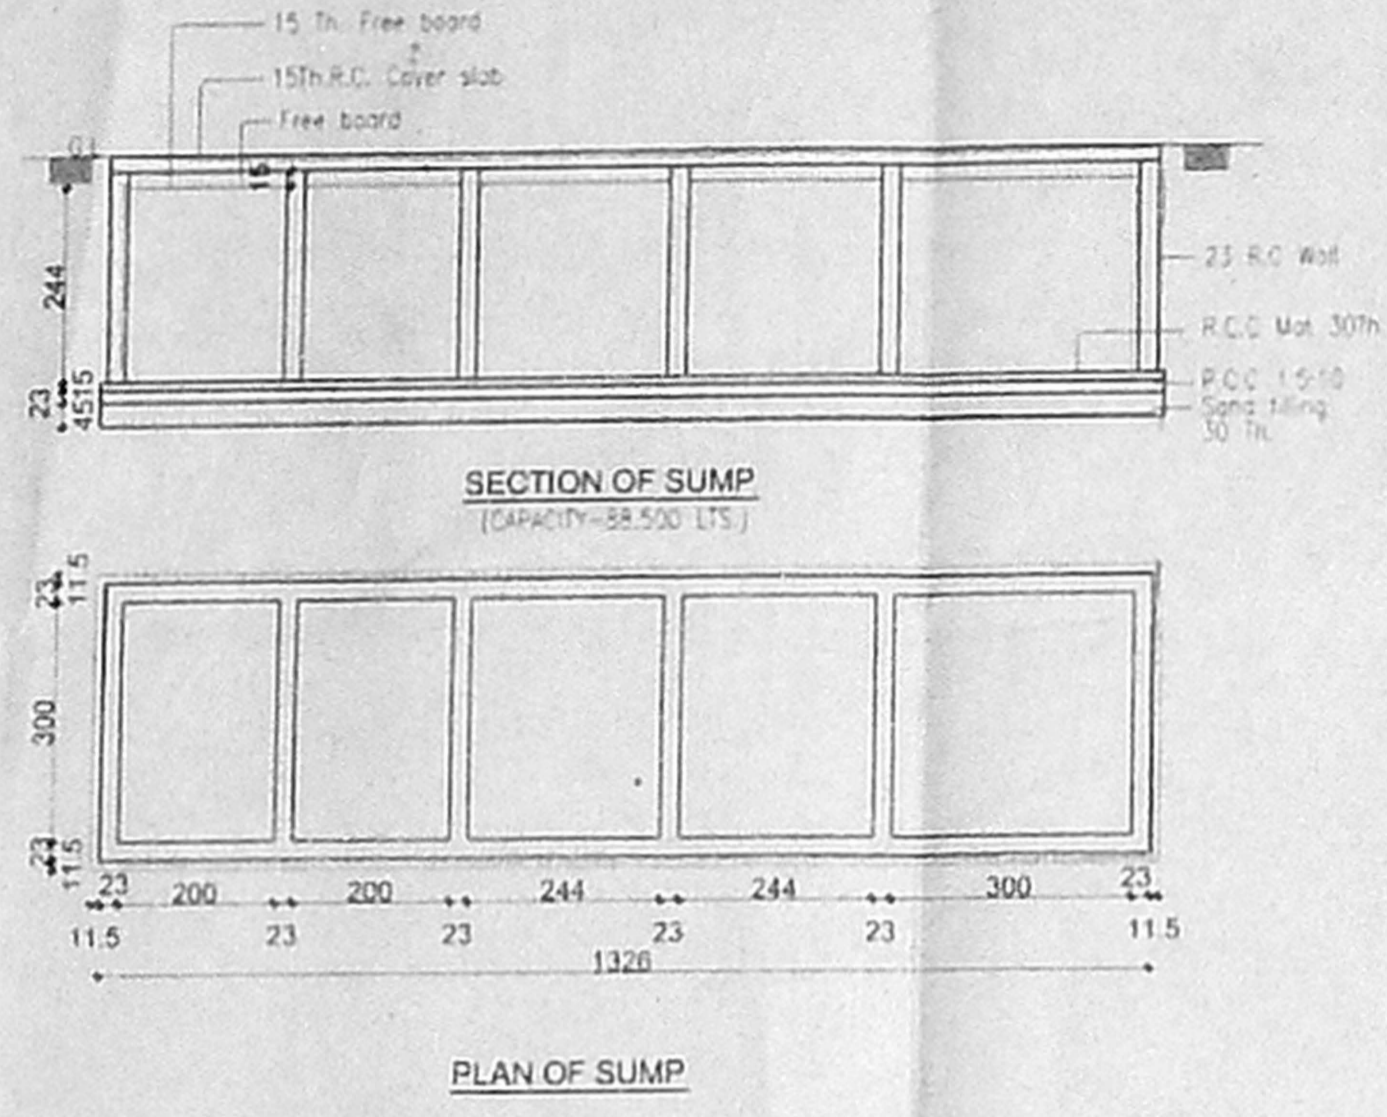 15 Th. Free board
15Th.R.C. Cover slab
Free board
15
244
23
4515
23 R.C Wall
R.C.C Mat. 30Th.
P.C.C 1:5:10
Sand filling
30 Th.
SECTION OF SUMP
(CAPACITY-88.500 LTS.)
23
11.5
300
23
11.5
23 200 200 244 244 300 23
11.5 23 23 23 23 11.5
1326
PLAN OF SUMP